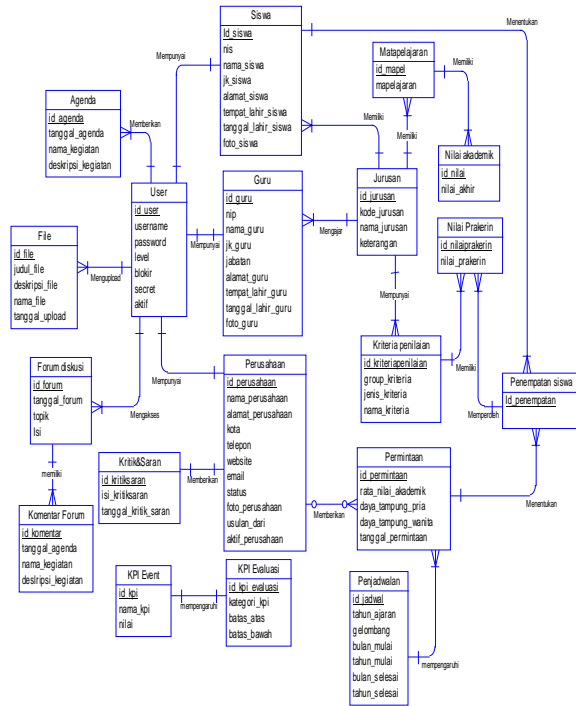 Siswa
Id_siswa
nis
nama_siswa
jk_siswa
alamat_siswa
tempat_lahir_siswa
tanggal_lahir_siswa
foto_siswa
Mempunyai
Menentukan
Matapelajaran
id_mapel
mapelajaran
Memiliki
Memiliki
Memiliki
Agenda
id_agenda
tanggal_agenda
nama_kegiatan
deskripsi_kegiatan
Memberikan
Nilai akademik
id_nilai
nilai_akhir
User
id_user
username
password
level
blokir
secret
aktif
Mempunyai
Guru
id_guru
nip
nama_guru
jk_guru
jabatan
alamat_guru
tempat_lahir_guru
tanggal_lahir_guru
foto_guru
Mengajar
Jurusan
id_jurusan
kode_jurusan
nama_jurusan
keterangan
Nilai Prakerin
id_nilaiprakerin
nilai_prakerin
File
id_file
judul_file
deskripsi_file
nama_file
tanggal_upload
Mengupload
Mempunyai
Kriteria penilaian
id_kriteriapenilaian
group_kriteria
jenis_kriteria
nama_kriteria
Memiliki
Memperoleh
Penempatan siswa
Id_penempatan
Forum diskusi
id_forum
tanggal_forum
topik
Isi
Mengakses
Mempunyai
Perusahaan
id_perusahaan
nama_perusahaan
alamat_perusahaan
kota
telepon
website
email
status
foto_perusahaan
usulan_dari
aktif_perusahaan
memilki
Kritik&Saran
id_kritiksaran
isi_kritiksaran
tanggal_kritik_saran
Memberikan
Memberikan
Permintaan
id_permintaan
rata_nilai_akademik
daya_tampung_pria
daya_tampung_wanita
tanggal_permintaan
Menentukan
Komentar Forum
id_komentar
tanggal_agenda
nama_kegiatan
deslripsi_kegiatan
KPI Event
id_kpi
nama_kpi
nilai
mempengaruhi
KPI Evaluasi
id_kpi_evaluasi
kategori_kpi
batas_atas
batas_bawah
Penjadwalan
id_jadwal
tahun_ajaran
gelombang
bulan_mulai
tahun_mulai
bulan_selesai
tahun_selesai
mempengaruhi